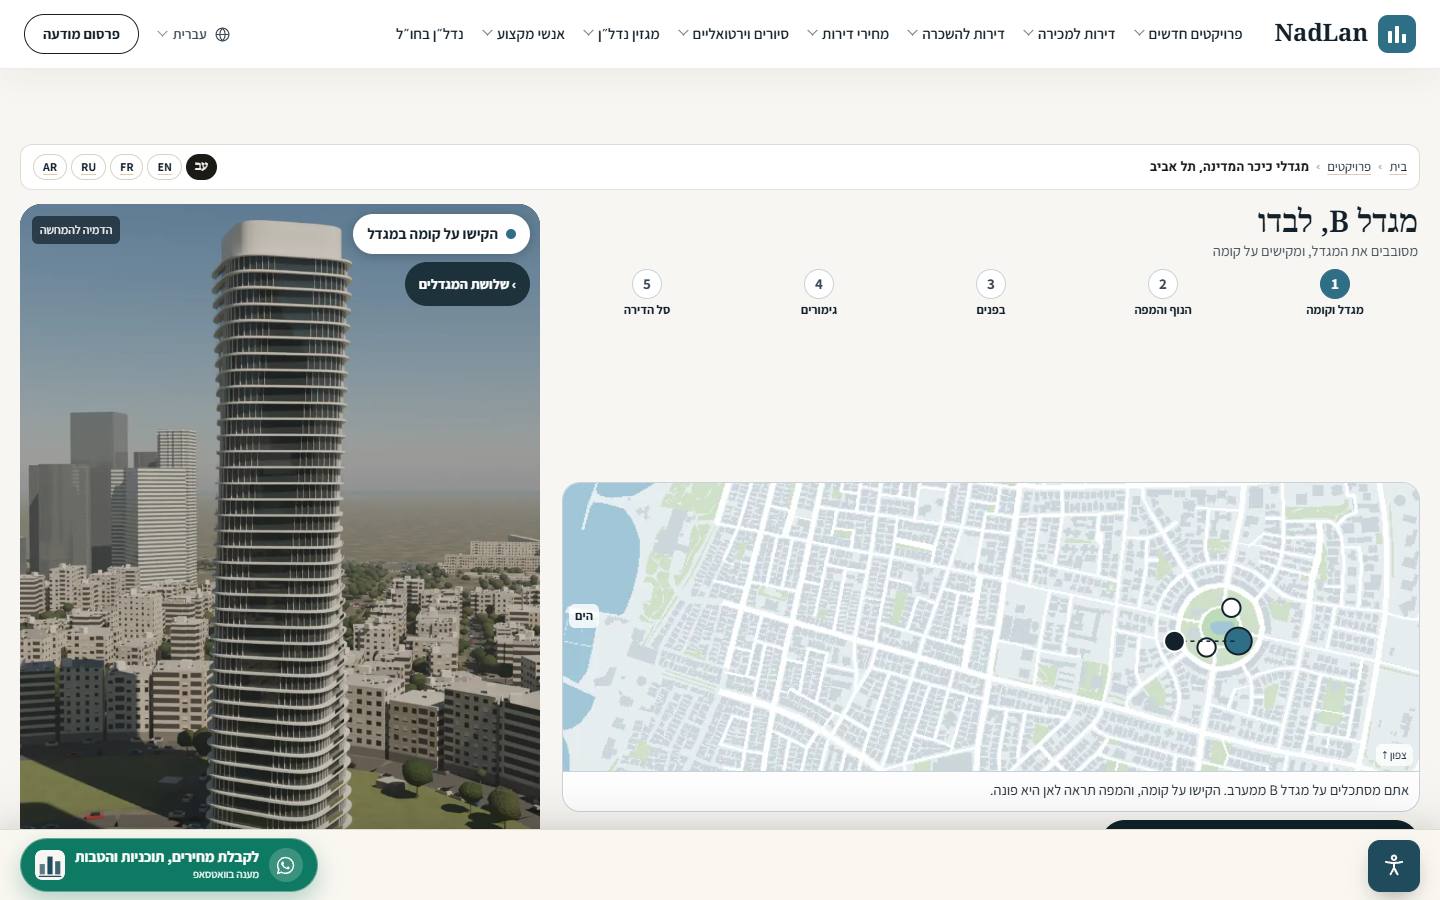 NadLan
פרויקטים חדשים
דירות למכירה
דירות להשכרה
מחירי דירות
סיורים וירטואליים
מגזין נדל״ן
אנשי מקצוע
נדל״ן בחו״ל
עברית
פרסום מודעה
בית › פרויקטים › מגדלי כיכר המדינה, תל אביב
עב
EN
FR
RU
AR
מגדל B, לבדו
מסובבים את המגדל, ומקישים על קומה
1
2
3
4
5
מגדל וקומה
הנוף והמפה
בפנים
גימורים
סל הדירה
הקישו על קומה במגדל
‹ שלושת המגדלים
הדמיה להמחשה
הים
צפון ↑
אתם מסתכלים על מגדל B ממערב. הקישו על קומה, והמפה תראה לאן היא פונה.
לקבלת מחירים, תוכניות והטבות
מענה בוואטסאפ